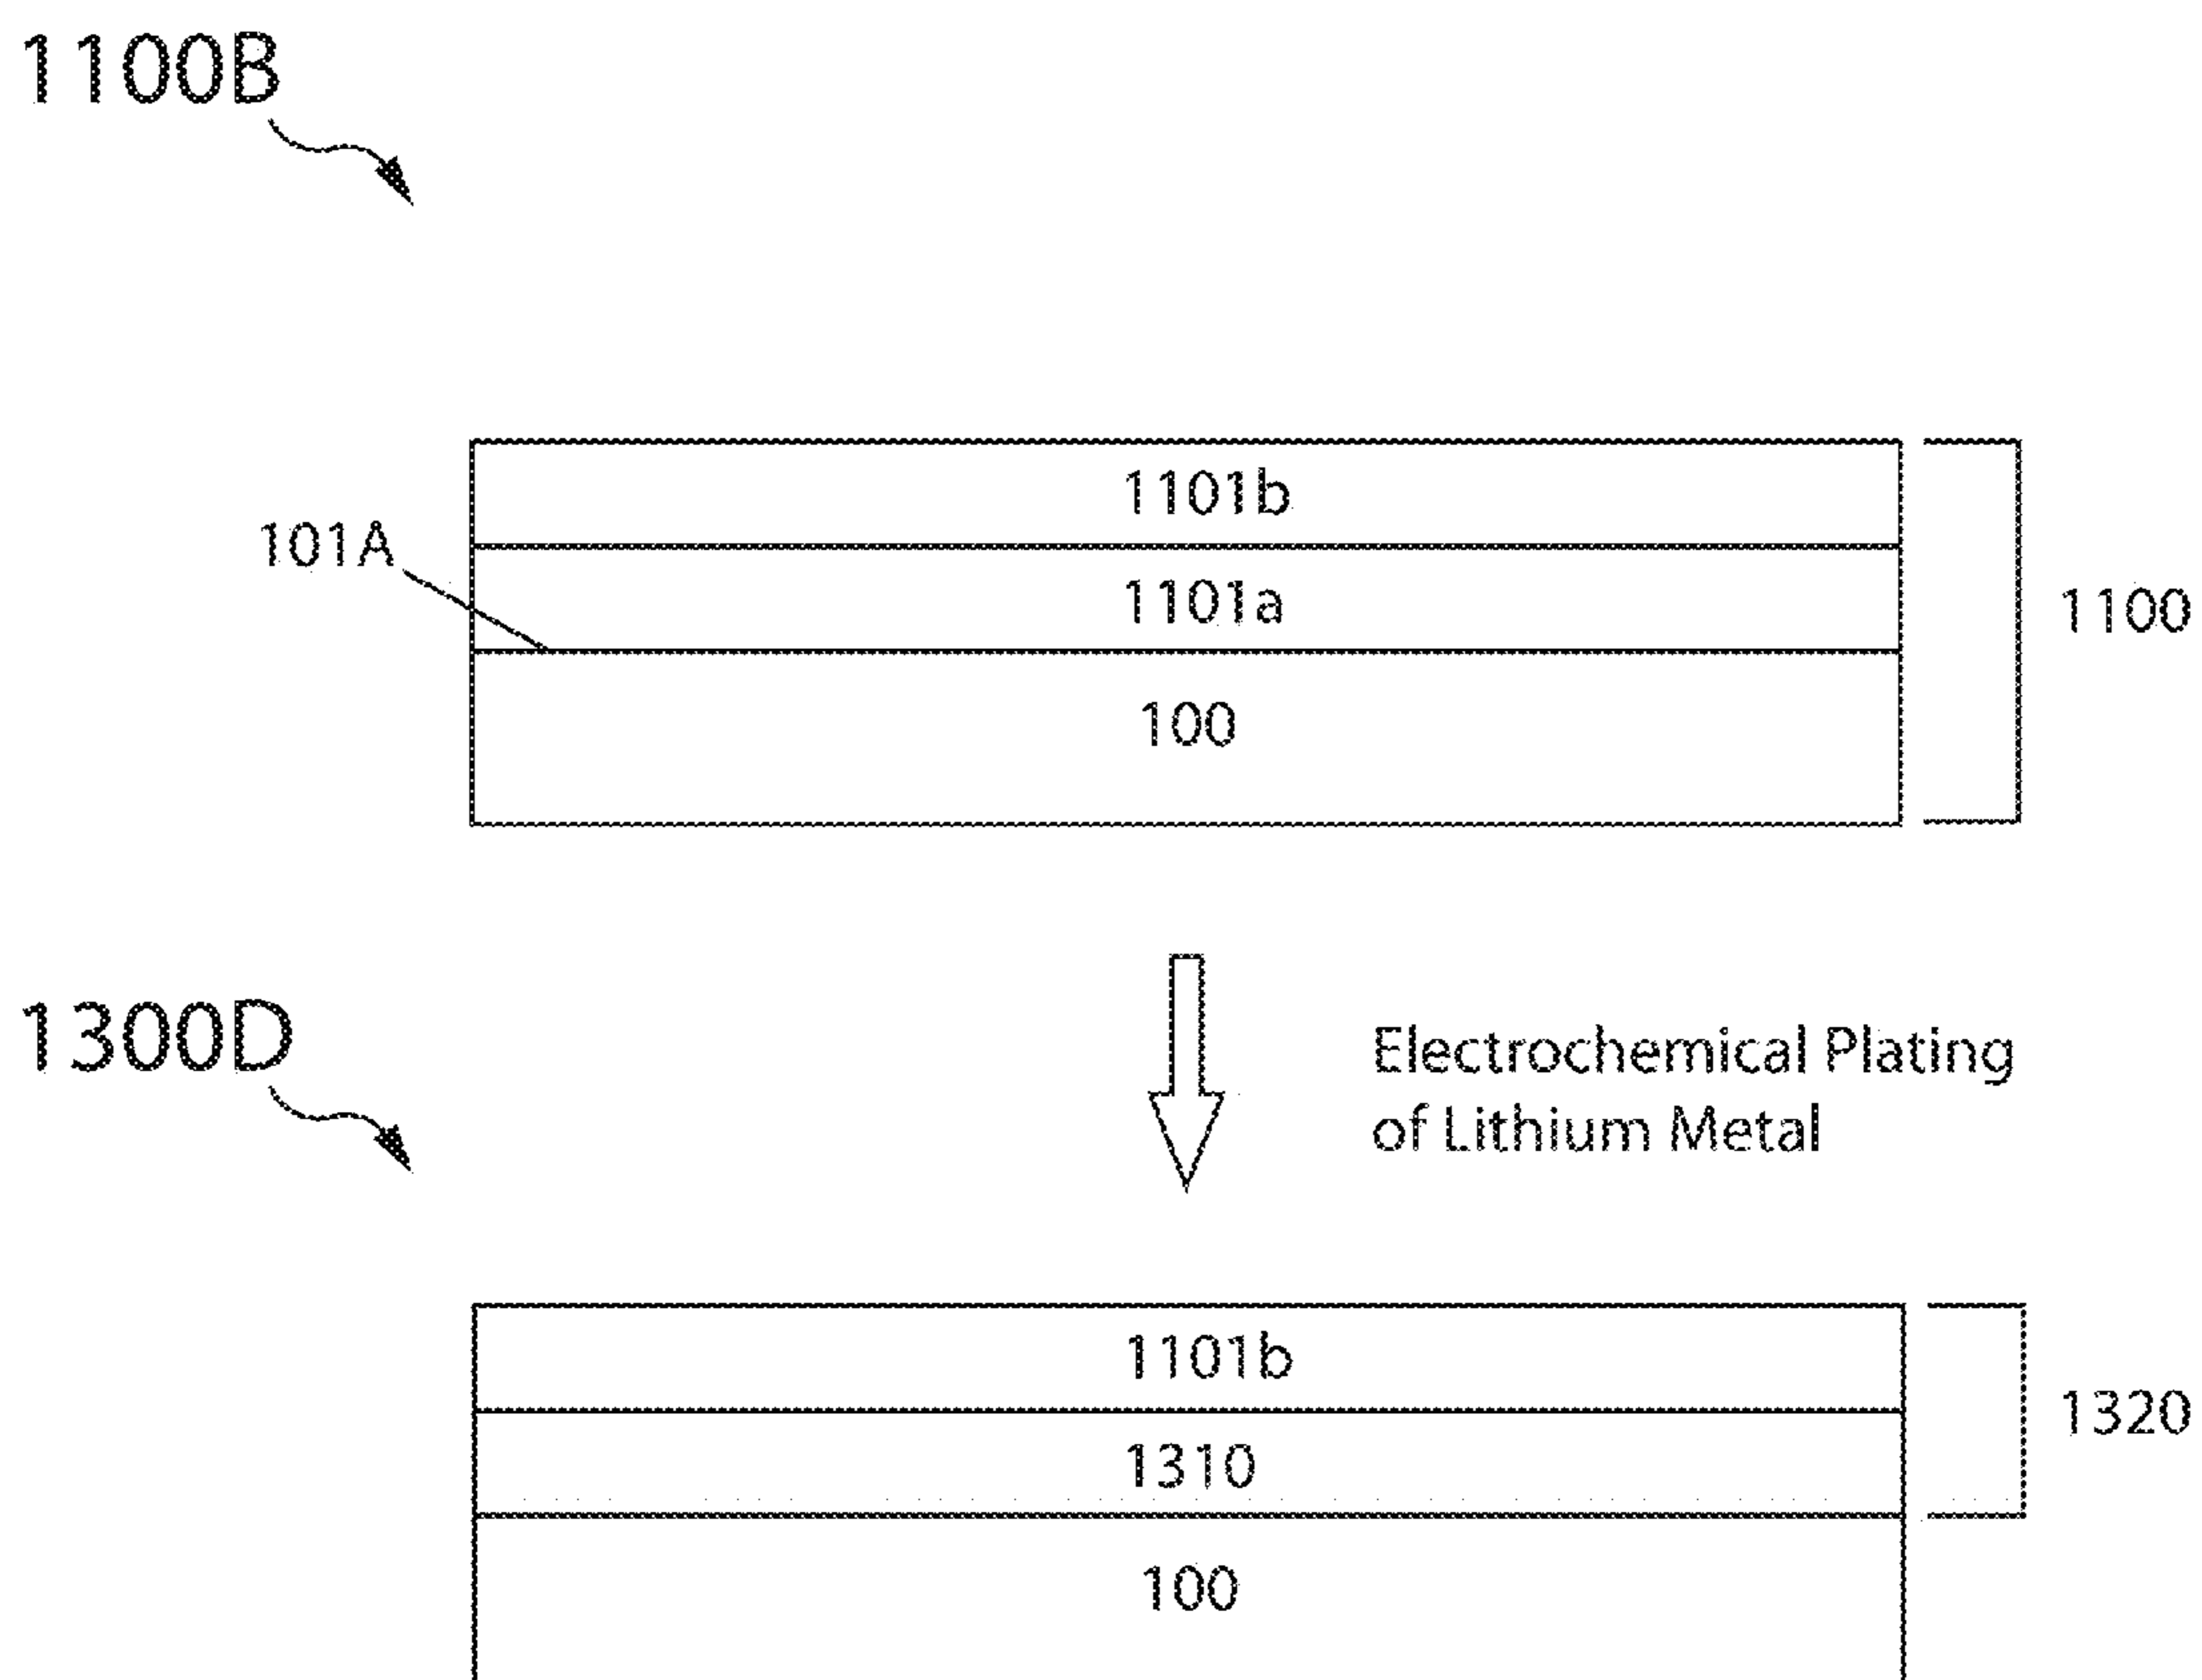 1100B
1101b
101A
1101a
1100
100
1300D
Electrochemical Plating
of Lithium Metal
1101b
1320
1310
100